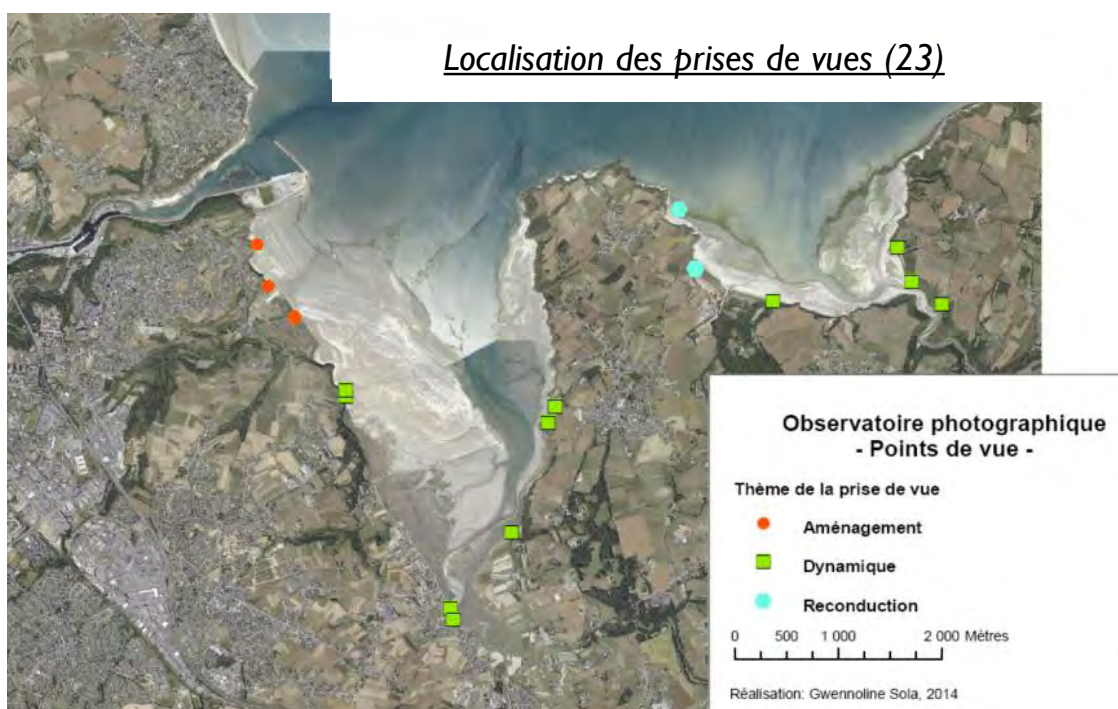 Localisation des prises de vues (23)
Observatoire photographique
- Points de vue -
Thème de la prise de vue
Aménagement
Dynamique
Reconduction
0 500 1 000 2 000 Mètres
Réalisation: Gwennoline Sola, 2014